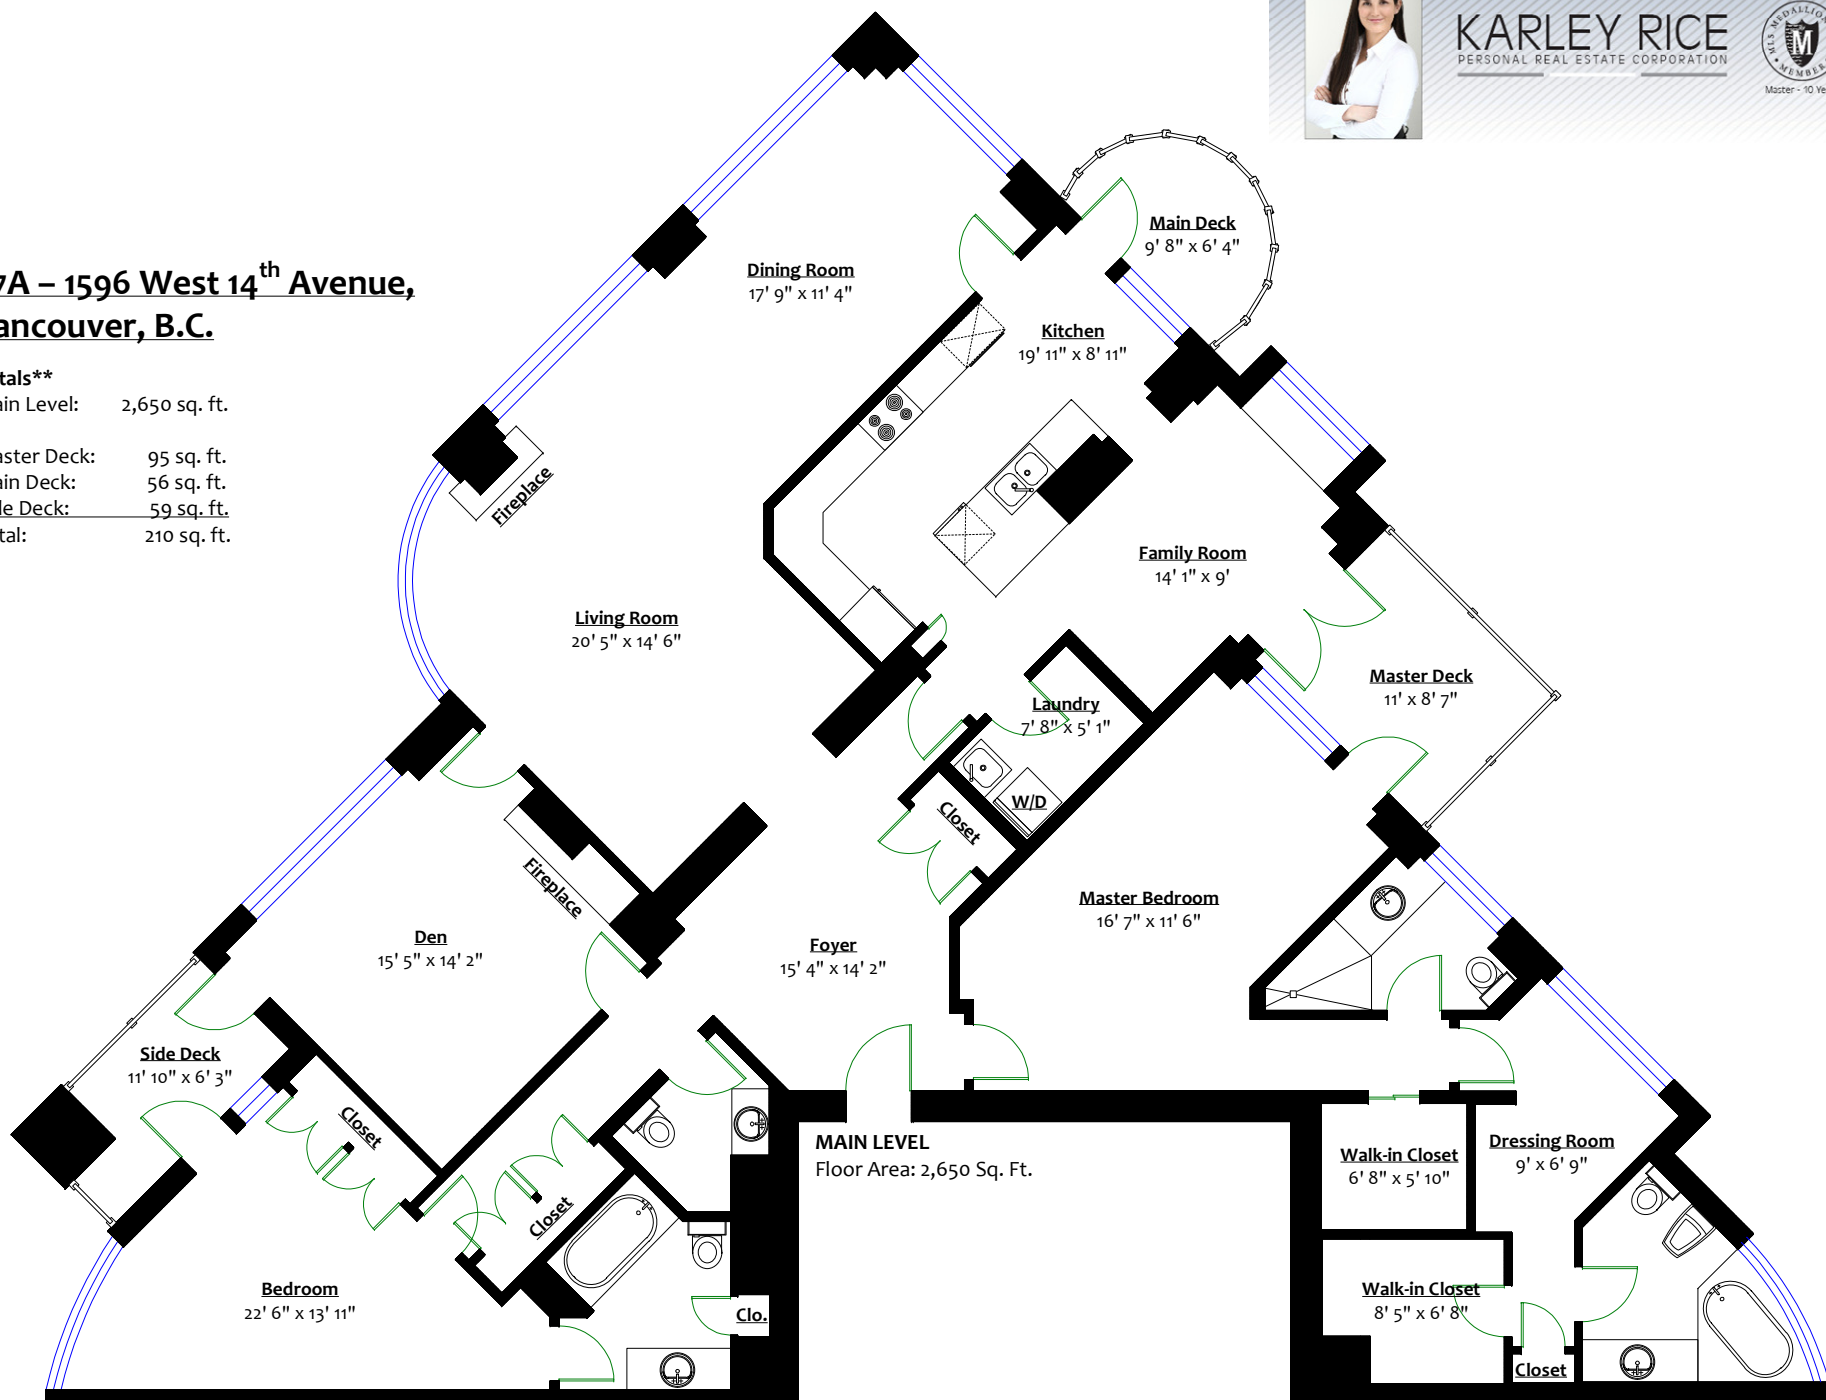 KARLEY RICE
PERSONAL REAL ESTATE CORPORATION
MLS MEDALLION
M
MEMBER
Master - 10 Ye
7A – 1596 West 14th Avenue,
ancouver, B.C.
tals**
ain Level: 2,650 sq. ft.
aster Deck: 95 sq. ft.
ain Deck: 56 sq. ft.
de Deck: 59 sq. ft.
tal: 210 sq. ft.
Main Deck
9' 8" x 6' 4"
Dining Room
17' 9" x 11' 4"
Kitchen
19' 11" x 8' 11"
Fireplace
Family Room
14' 1" x 9'
Living Room
20' 5" x 14' 6"
Master Deck
11' x 8' 7"
Laundry
7' 8" x 5' 1"
W/D
Closet
Fireplace
Master Bedroom
16' 7" x 11' 6"
Den
15' 5" x 14' 2"
Foyer
15' 4" x 14' 2"
Side Deck
11' 10" x 6' 3"
Closet
MAIN LEVEL
Floor Area: 2,650 Sq. Ft.
Walk-in Closet
6' 8" x 5' 10"
Dressing Room
9' x 6' 9"
Closet
Bedroom
22' 6" x 13' 11"
Clo.
Walk-in Closet
8' 5" x 6' 8"
Closet